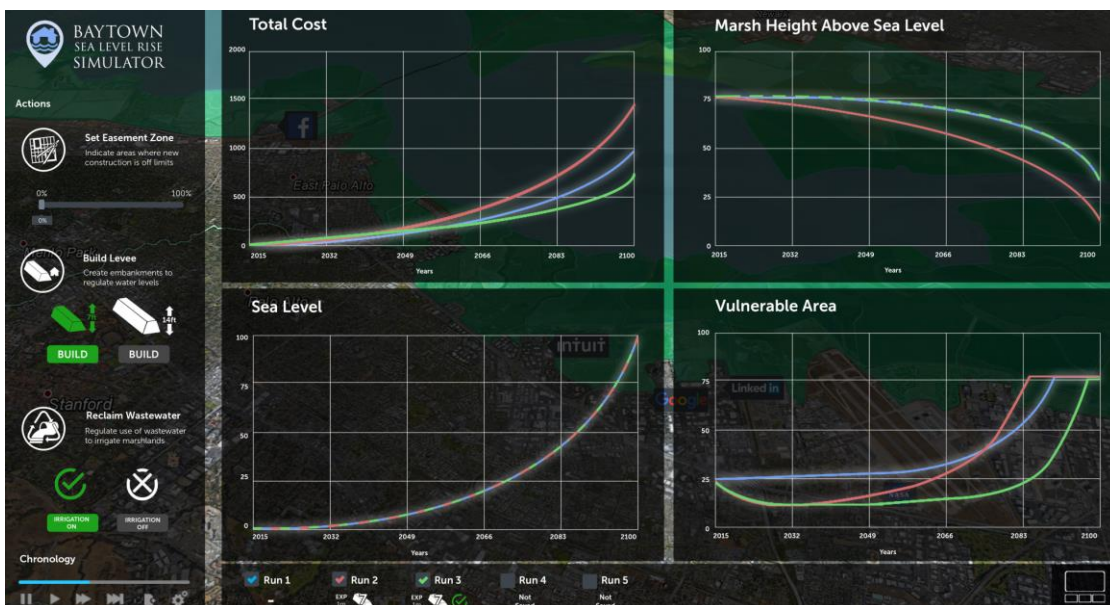 BAYTOWN
SEA LEVEL RISE
SIMULATOR
Actions
Set Easement Zone
Indicate areas where new
construction is off limits
0%
100%
0%
Build Levee
Create embankments to
regulate water levels
7ft
14ft
BUILD
BUILD
Stanford
Reclaim Wastewater
Regulate use of wastewater
to irrigate marshlands
IRRIGATION
ON
IRRIGATION
OFF
Chronology
Total Cost
2000
1500
1000
500
0
2015
2032
2049
2066
2083
2100
Years
East Palo Alto
Marsh Height Above Sea Level
100
75
50
25
0
2015
2032
2049
2066
2083
2100
Years
Sea Level
100
75
50
25
0
2015
2032
2049
2066
2083
2100
Years
intuit
Google
Vulnerable Area
100
75
50
25
0
2015
2032
2049
2066
2083
2100
Years
Linked in
NASA
Run 1
Run 2
Run 3
Run 4
Run 5
EXP
EXP
Not
Not